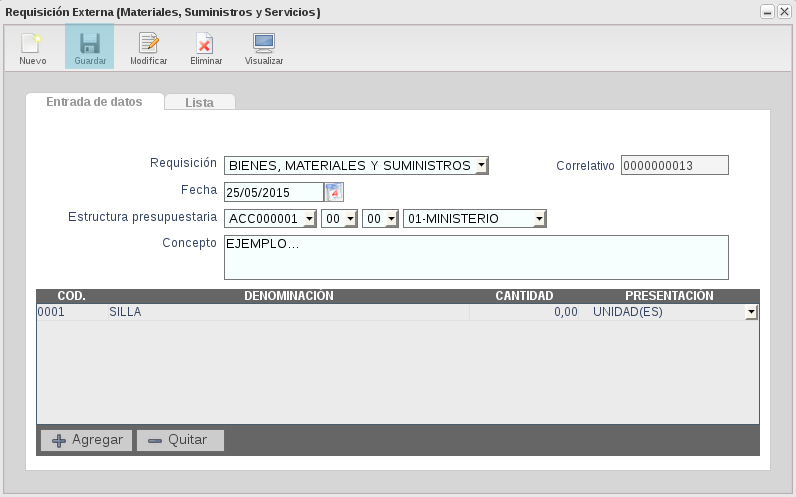 Requisición Externa (Materiales, Suministros y Servicios)
Nuevo Guardar Modificar Eliminar Visualizar
Entrada de datos Lista
Requisición BIENES, MATERIALES Y SUMINISTROS Correlativo 0000000013
Fecha 25/05/2015
Estructura presupuestaria ACC000001 00 00 01-MINISTERIO
Concepto EJEMPLO...
COD. DENOMINACIÓN CANTIDAD PRESENTACIÓN
0001 SILLA 0,00 UNIDAD(ES)
Agregar Quitar